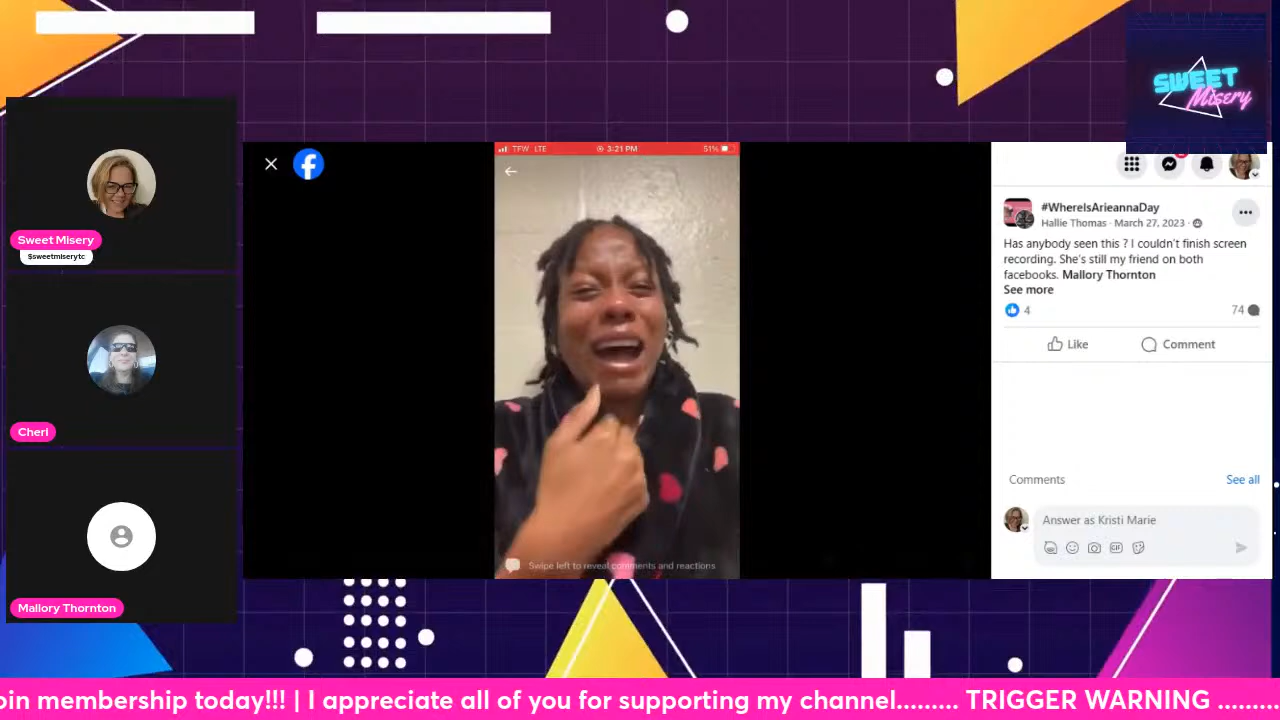 SWEET
Misery
Sweet Misery
$sweetmiserytc
Cherl
Mallory Thornton
TFW LTE 3:21 PM 51%
Swipe left to reveal comments and reactions
#WhereIsArieannaDay
Hallie Thomas · March 27, 2023 ·
Has anybody seen this ? I couldn't finish screen
recording. She's still my friend on both
facebooks. Mallory Thornton
See more
4 74
Like Comment
Comments See all
Answer as Kristi Marie
GIF
oin membership today!!! | I appreciate all of you for supporting my channel......... TRIGGER WARNING .........